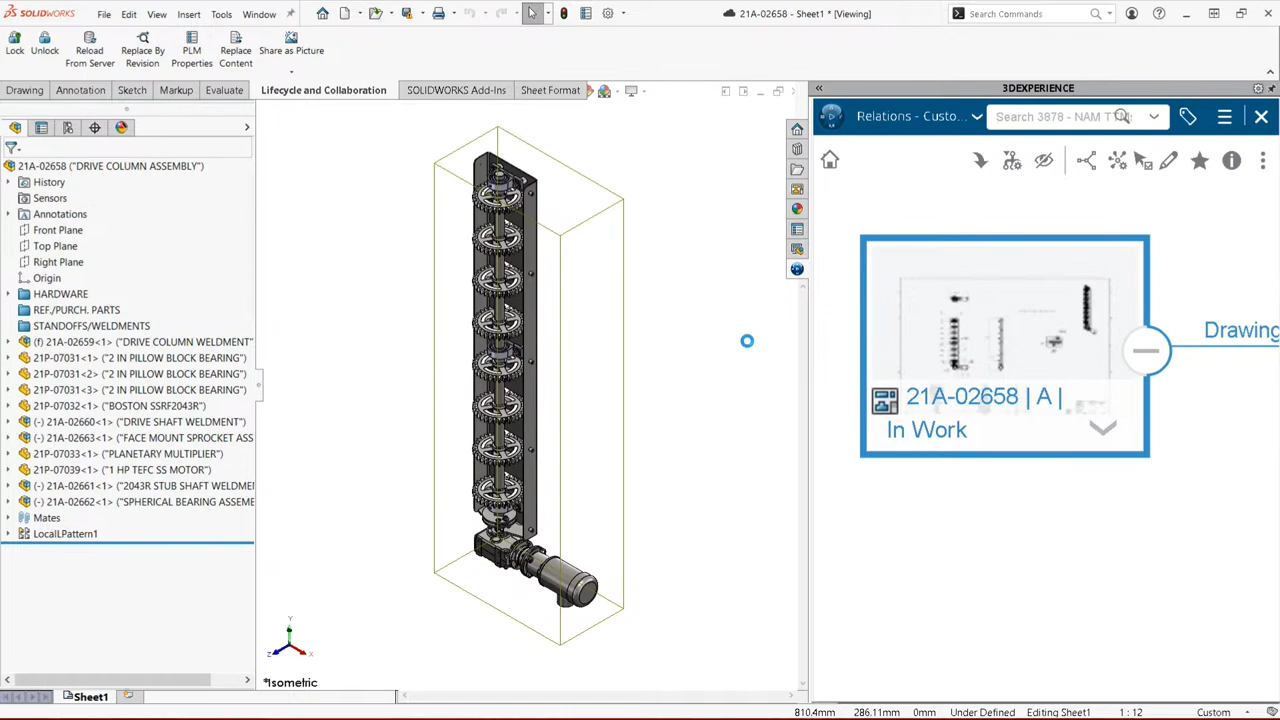 SOLIDWORKS File Edit View Insert Tools Window 21A-02658 - Sheet1 * [Viewing] Search Commands
Lock Unlock Reload From Server Replace By Revision PLM Properties Replace Content Share as Picture
Drawing Annotation Sketch Markup Evaluate Lifecycle and Collaboration SOLIDWORKS Add-Ins Sheet Format
3DEXPERIENCE
Relations - Custo... Search 3878 - NAM TTM:
21A-02658 ("DRIVE COLUMN ASSEMBLY")
History
Sensors
Annotations
Front Plane
Top Plane
Right Plane
Origin
HARDWARE
REF./PURCH. PARTS
STANDOFFS/WELDMENTS
(f) 21A-02659<1> ("DRIVE COLUMN WELDMENT"
21P-07031<1> ("2 IN PILLOW BLOCK BEARING")
21P-07031<2> ("2 IN PILLOW BLOCK BEARING")
21P-07031<3> ("2 IN PILLOW BLOCK BEARING")
21P-07032<1> ("BOSTON SSRF2043R")
(-) 21A-02660<1> ("DRIVE SHAFT WELDMENT")
(-) 21A-02663<1> ("FACE MOUNT SPROCKET ASS
21P-07033<1> ("PLANETARY MULTIPLIER")
21P-07039<1> ("1 HP TEFC SS MOTOR")
(-) 21A-02661<1> ("2043R STUB SHAFT WELDME
(-) 21A-02662<1> ("SPHERICAL BEARING ASSEME
Mates
LocalLPattern1
Y
Z X
*Isometric
Drawing
21A-02658 | A |
In Work
Sheet1
810.4mm 286.11mm 0mm Under Defined Editing Sheet1 1 : 12 Custom